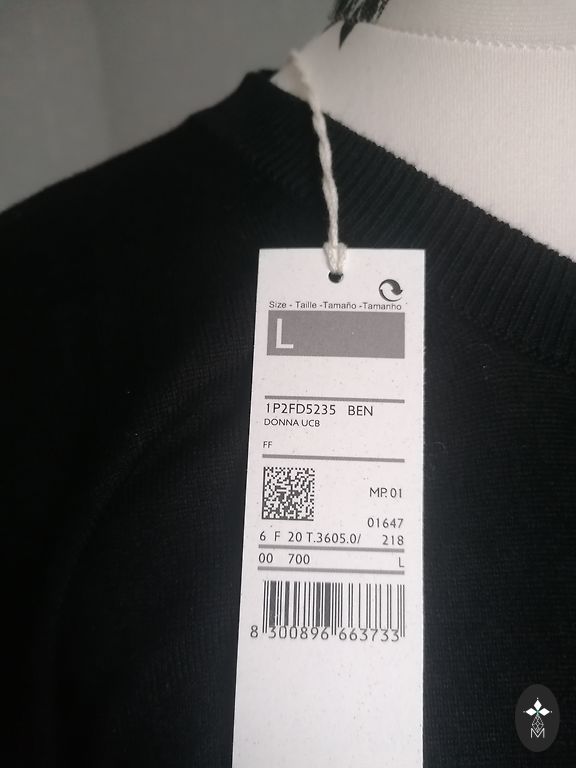 Size - Taille -Tamaño -Tamanho
L
1P2FD5235 BEN
DONNA UCB
FF
MP.01
01647
6 F 20 T.3605.0/ 218
00 700 L
8 300896 663733
M